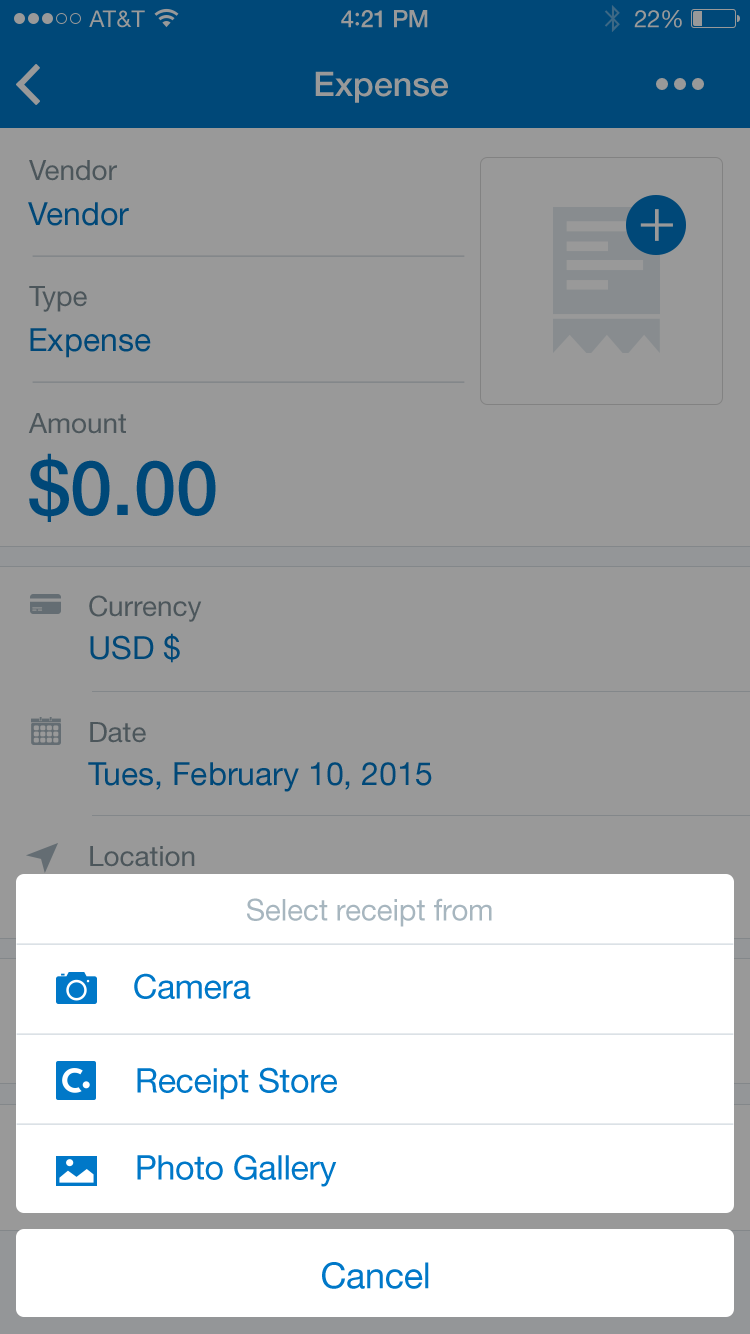 AT&T 4:21 PM 22%
Expense
Vendor
Vendor
Type
Expense
Amount
$0.00
Currency
USD $
Date
Tues, February 10, 2015
Location
Select receipt from
Camera
C. Receipt Store
Photo Gallery
Cancel